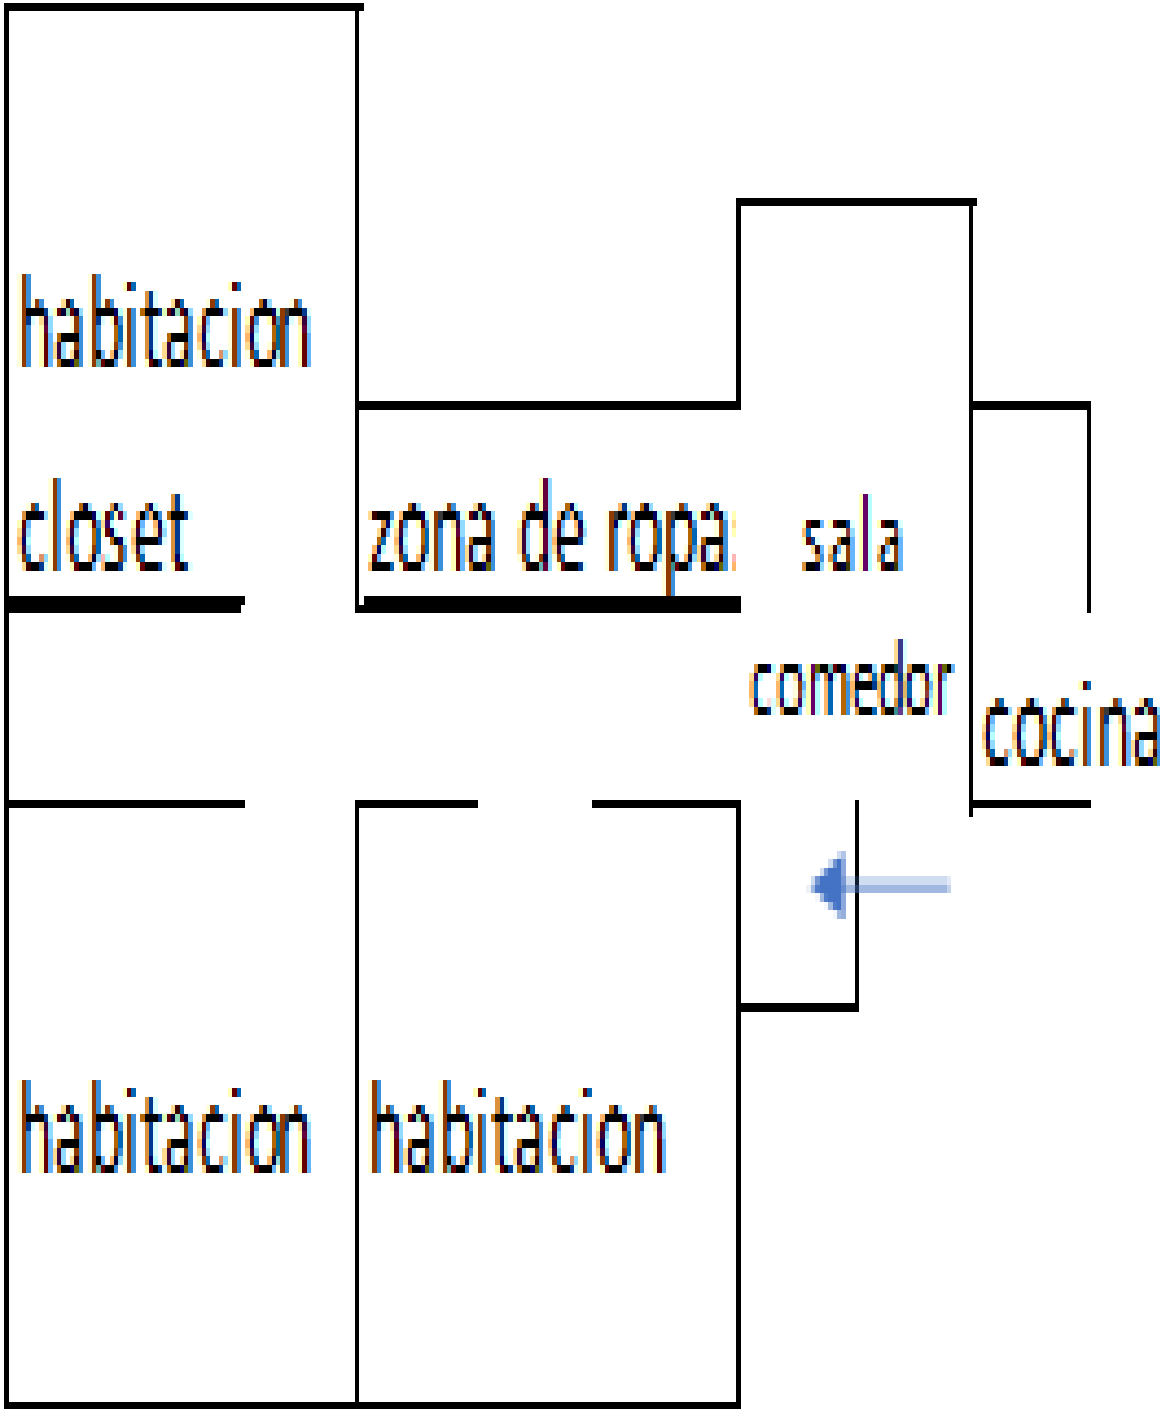 habitacion
closet
zona de ropa
sala
comedor
cocina
habitacion
habitacion